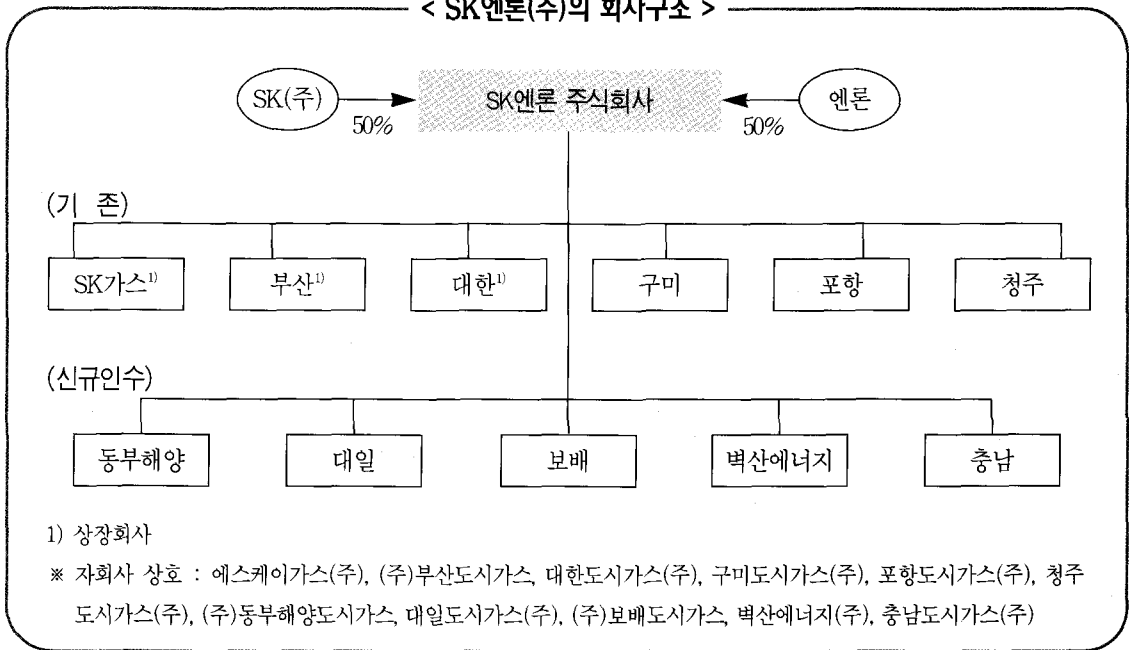 < SK엔론(주)의 회사구조 >
SK(주) SK엔론 주식회사 엔론
50% 50%
(기 존)
SK가스1) 부산1) 대한1) 구미 포항 청주
(신규인수)
동부해양 대일 보배 벽산에너지 충남
1) 상장회사
※ 자회사 상호 : 에스케이가스(주), (주)부산도시가스, 대한도시가스(주), 구미도시가스(주), 포항도시가스(주), 청주
도시가스(주), (주)동부해양도시가스, 대일도시가스(주), (주)보배도시가스, 벽산에너지(주), 충남도시가스(주)